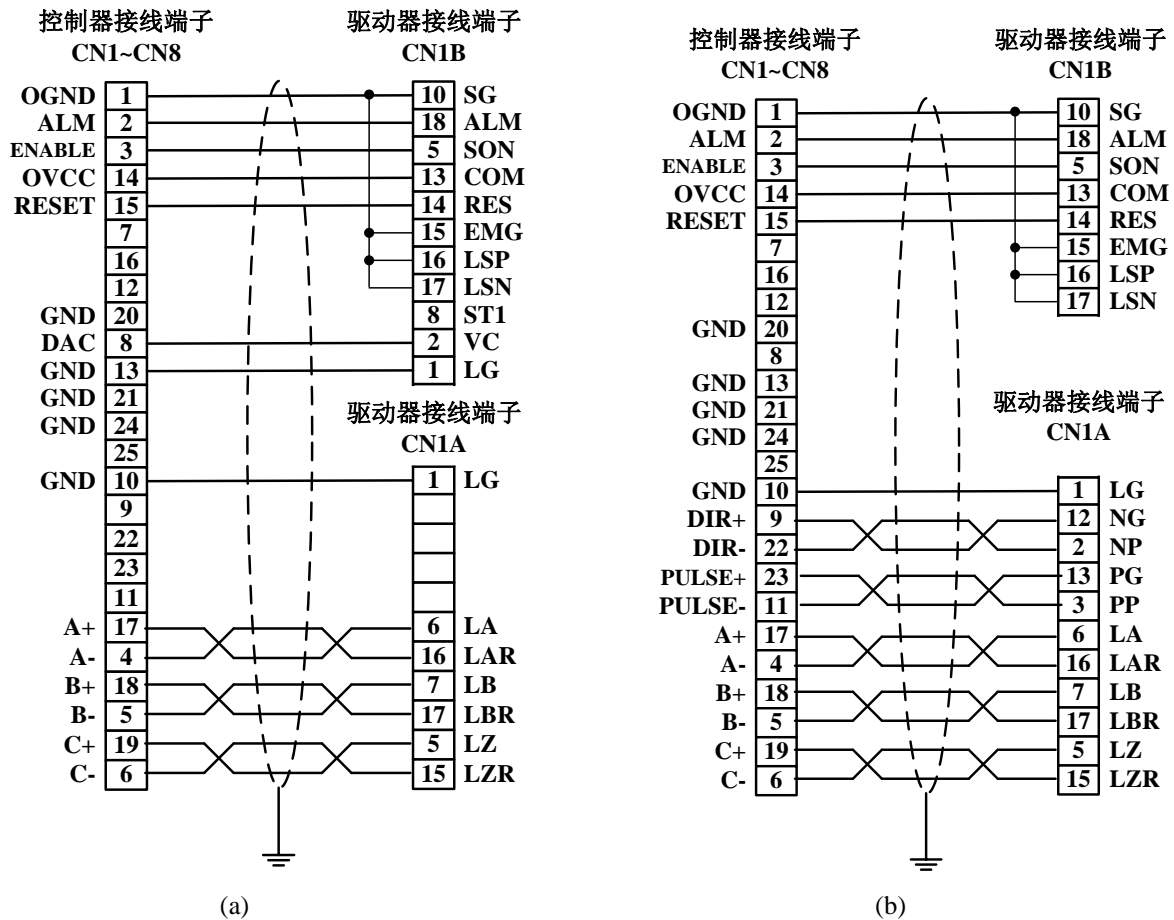 控制器接线端子 驱动器接线端子
CN1~CN8 CN1B
OGND 1 10 SG
ALM 2 18 ALM
ENABLE 3 5 SON
OVCC 14 13 COM
RESET 15 14 RES
7 15 EMG
16 16 LSP
12 17 LSN
GND 20 8 ST1
DAC 8 2 VC
GND 13 1 LG
GND 21
GND 24
25
驱动器接线端子
CN1A
GND 10 1 LG
9
22
23
11
A+ 17 6 LA
A- 4 16 LAR
B+ 18 7 LB
B- 5 17 LBR
C+ 19 5 LZ
C- 6 15 LZR
(a)
控制器接线端子 驱动器接线端子
CN1~CN8 CN1B
OGND 1 10 SG
ALM 2 18 ALM
ENABLE 3 5 SON
OVCC 14 13 COM
RESET 15 14 RES
7 15 EMG
16 16 LSP
12 17 LSN
GND 20
8
GND 13
GND 21
GND 24
25
驱动器接线端子
CN1A
GND 10 1 LG
DIR+ 9 12 NG
DIR- 22 2 NP
PULSE+ 23 13 PG
PULSE- 11 3 PP
A+ 17 6 LA
A- 4 16 LAR
B+ 18 7 LB
B- 5 17 LBR
C+ 19 5 LZ
C- 6 15 LZR
(b)